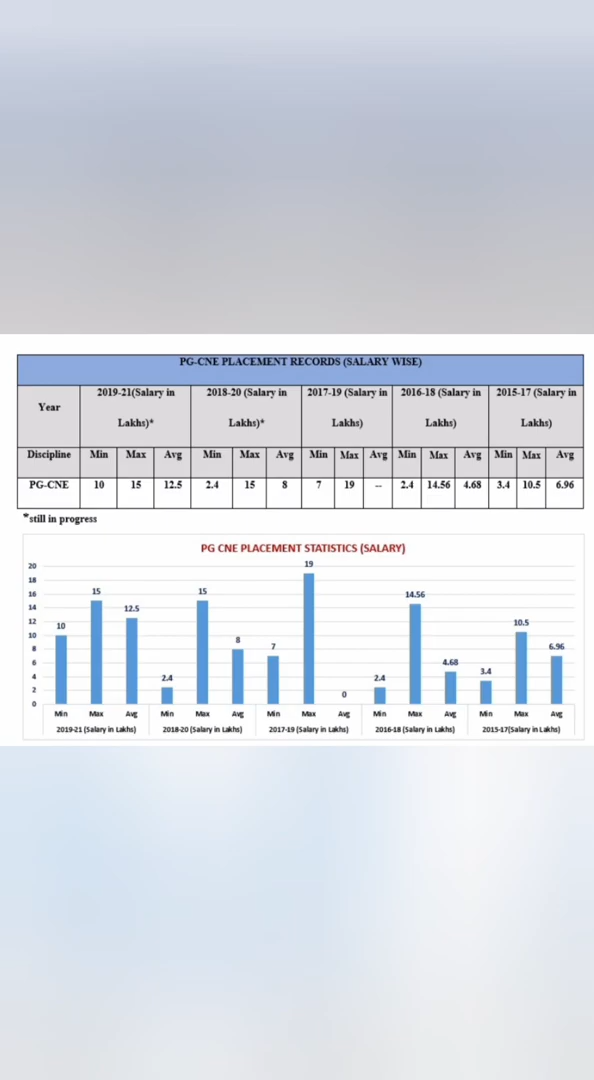 PG-CNE PLACEMENT RECORDS (SALARY WISE)
Year 2019-21(Salary in Lakhs)* 2018-20 (Salary in Lakhs)* 2017-19 (Salary in Lakhs) 2016-18 (Salary in Lakhs) 2015-17 (Salary in Lakhs)
Discipline Min Max Avg Min Max Avg Min Max Avg Min Max Avg Min Max Avg
PG-CNE 10 15 12.5 2.4 15 8 7 19 -- 2.4 14.56 4.68 3.4 10.5 6.96
*still in progress
PG CNE PLACEMENT STATISTICS (SALARY)
20
18
16
14
12
10
8
6
4
2
0
10 15 12.5 2.4 15 8 7 19 0 2.4 14.56 4.68 3.4 10.5 6.96
Min Max Avg Min Max Avg Min Max Avg Min Max Avg Min Max Avg
2019-21 (Salary in Lakhs) 2018-20 (Salary in Lakhs) 2017-19 (Salary in Lakhs) 2016-18 (Salary in Lakhs) 2015-17(Salary in Lakhs)